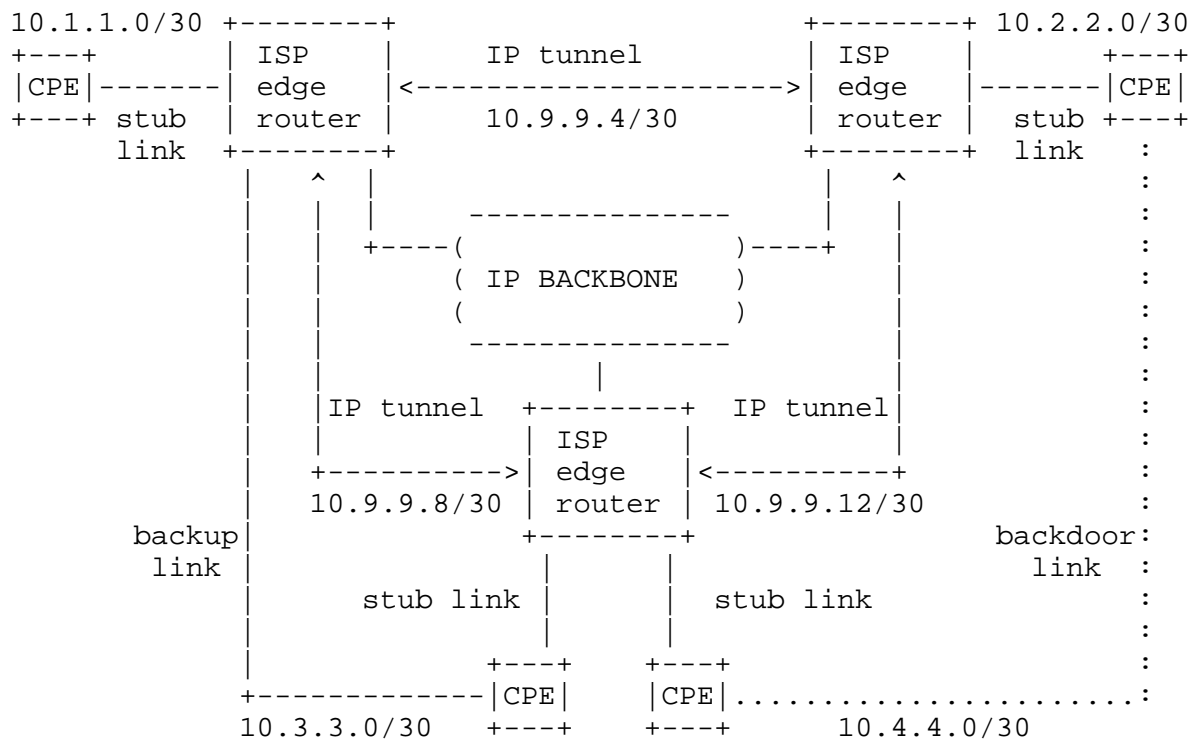 10.1.1.0/30 +--------+ +--------+ 10.2.2.0/30
+---+ | ISP | IP tunnel | ISP | +---+
|CPE|-------| edge |<--------------------->| edge |-------|CPE|
+---+ stub | router | 10.9.9.4/30 | router | stub +---+
link +--------+ +--------+ link :
| ^ | | ^ :
| | | | | :
| | | --------------- | | :
| | +----( )----+ | :
| | ( IP BACKBONE ) | :
| | ( ) | :
| | --------------- | :
| | | | :
| |IP tunnel +--------+ IP tunnel| :
| | | ISP | | :
| +---------->| edge |<----------+ :
| 10.9.9.8/30 | router | 10.9.9.12/30 :
backup| +--------+ backdoor:
link | | | link :
| stub link | | stub link :
| | | :
| +---+ +---+ :
+-------------|CPE| |CPE|.......................:
10.3.3.0/30 +---+ +---+ 10.4.4.0/30